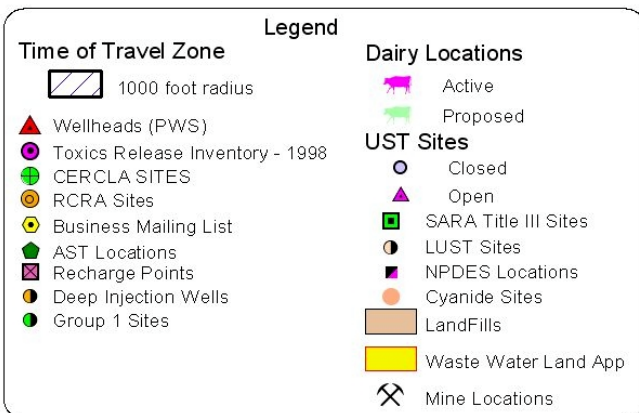 Legend
Time of Travel Zone
1000 foot radius
Wellheads (PWS)
Toxics Release Inventory - 1998
CERCLA SITES
RCRA Sites
Business Mailing List
AST Locations
Recharge Points
Deep Injection Wells
Group 1 Sites
Dairy Locations
Active
Proposed
UST Sites
Closed
Open
SARA Title III Sites
LUST Sites
NPDES Locations
Cyanide Sites
LandFills
Waste Water Land App
Mine Locations